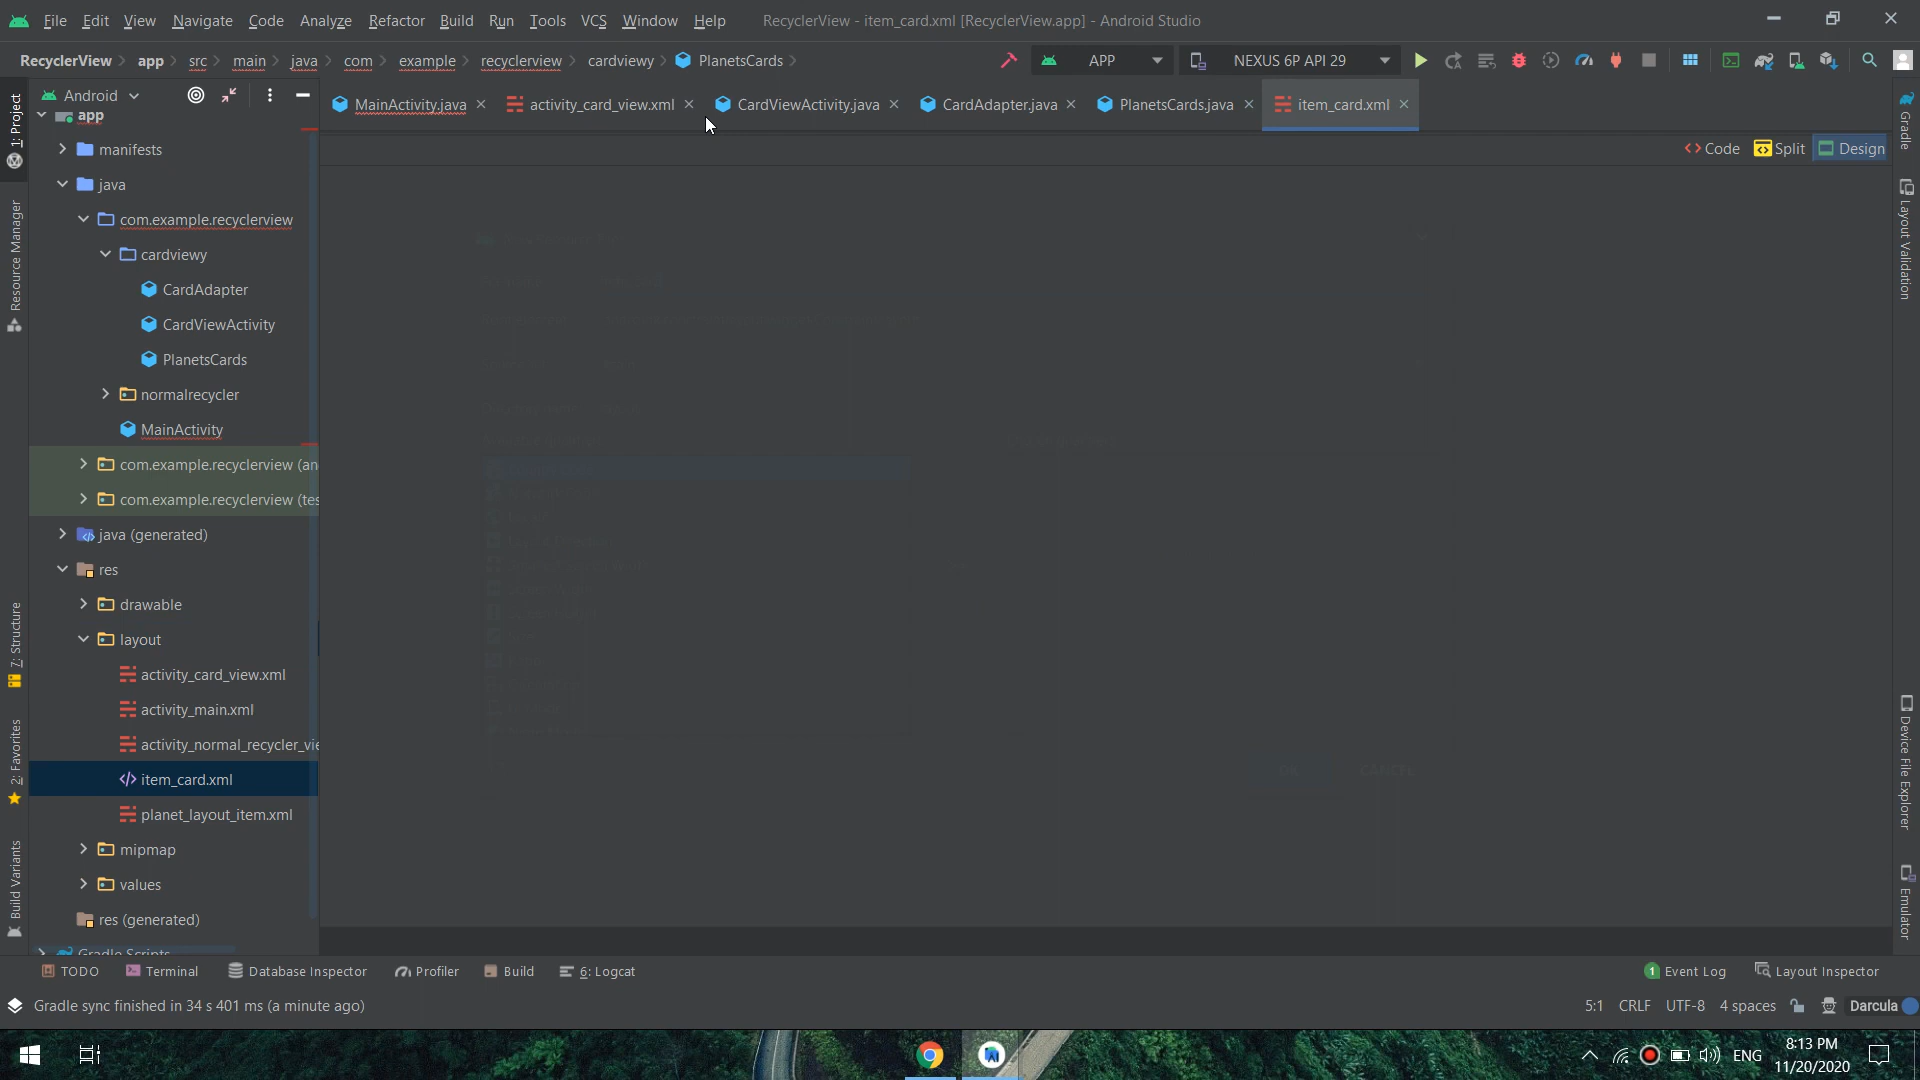 File Edit View Navigate Code Analyze Refactor Build Run Tools VCS Window Help RecyclerView - item_card.xml [RecyclerView.app] - Android Studio
RecyclerView app src main java com example recyclerview cardviewy PlanetsCards APP NEXUS 6P API 29
Android
MainActivity.java activity_card_view.xml CardViewActivity.java CardAdapter.java PlanetsCards.java item_card.xml
Code Split Design
app
manifests
java
com.example.recyclerview
cardviewy
CardAdapter
CardViewActivity
PlanetsCards
normalrecycler
MainActivity
com.example.recyclerview (an
com.example.recyclerview (tes
java (generated)
res
drawable
layout
activity_card_view.xml
activity_main.xml
activity_normal_recycler_vie
item_card.xml
planet_layout_item.xml
mipmap
values
res (generated)
Gradle Scripts
1: Project
Resource Manager
7: Structure
2: Favorites
Build Variants
Gradle
Layout Validation
Device File Explorer
Emulator
CANCEL
TODO Terminal Database Inspector Profiler Build 6: Logcat 1 Event Log Layout Inspector
Gradle sync finished in 34 s 401 ms (a minute ago) 5:1 CRLF UTF-8 4 spaces Darcula
ENG 8:13 PM
11/20/2020